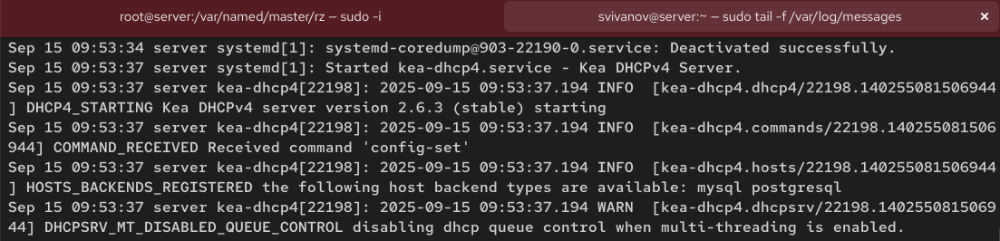 root@server:/var/named/master/rz — sudo -i
svivanov@server:~ — sudo tail -f /var/log/messages
Sep 15 09:53:34 server systemd[1]: systemd-coredump@903-22190-0.service: Deactivated successfully.
Sep 15 09:53:37 server systemd[1]: Started kea-dhcp4.service - Kea DHCPv4 Server.
Sep 15 09:53:37 server kea-dhcp4[22198]: 2025-09-15 09:53:37.194 INFO  [kea-dhcp4.dhcp4/22198.140255081506944
] DHCP4_STARTING Kea DHCPv4 server version 2.6.3 (stable) starting
Sep 15 09:53:37 server kea-dhcp4[22198]: 2025-09-15 09:53:37.194 INFO  [kea-dhcp4.commands/22198.140255081506
944] COMMAND_RECEIVED Received command 'config-set'
Sep 15 09:53:37 server kea-dhcp4[22198]: 2025-09-15 09:53:37.194 INFO  [kea-dhcp4.hosts/22198.140255081506944
] HOSTS_BACKENDS_REGISTERED the following host backend types are available: mysql postgresql
Sep 15 09:53:37 server kea-dhcp4[22198]: 2025-09-15 09:53:37.194 WARN  [kea-dhcp4.dhcpsrv/22198.1402550815069
44] DHCPSRV_MT_DISABLED_QUEUE_CONTROL disabling dhcp queue control when multi-threading is enabled.